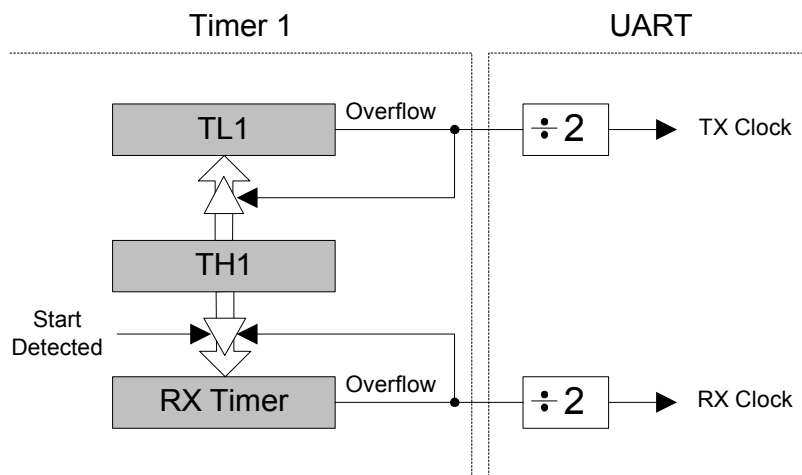 Timer 1
UART
TL1
Overflow
÷ 2
TX Clock
TH1
Start
Detected
RX Timer
Overflow
÷ 2
RX Clock